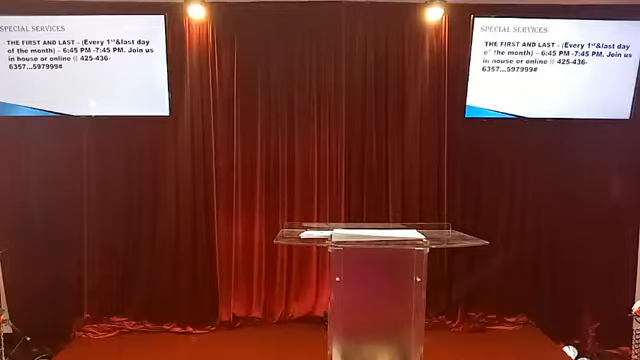 SPECIAL SERVICES
THE FIRST AND LAST – (Every 1st&last day
of the month) – 6:45 PM -7:45 PM. Join us
in house or online @ 425-436-
6357...597999#
SPECIAL SERVICES
THE FIRST AND LAST – (Every 1st&last day
of the month) – 6:45 PM -7:45 PM. Join us
in house or online @ 425-436-
6357...597999#